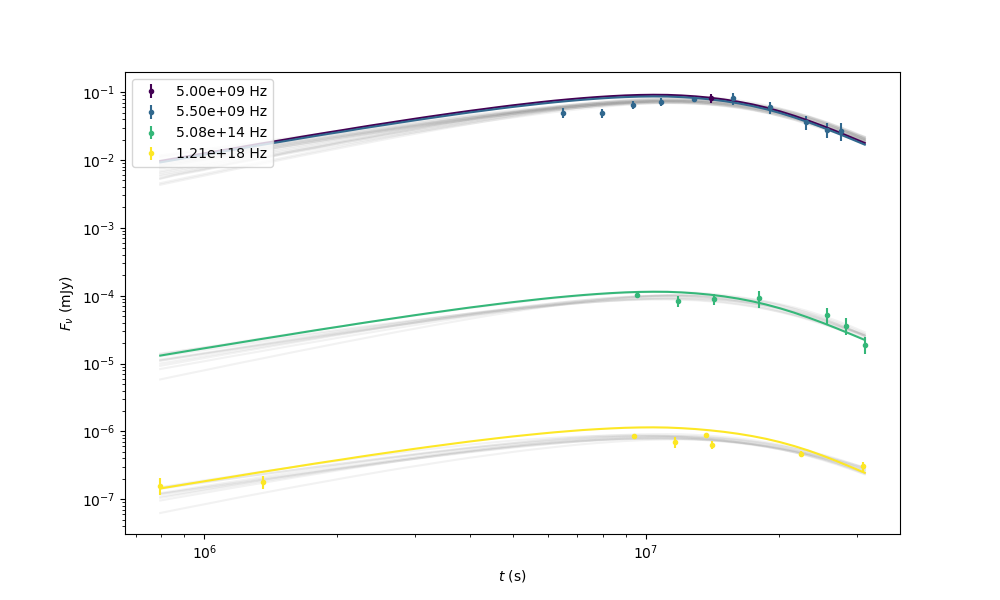 5.00e+09 Hz
5.50e+09 Hz
5.08e+14 Hz
1.21e+18 Hz
10⁻¹
10⁻²
10⁻³
10⁻⁴
10⁻⁵
10⁻⁶
10⁻⁷
Fν (mJy)
10⁶ 10⁷
t (s)